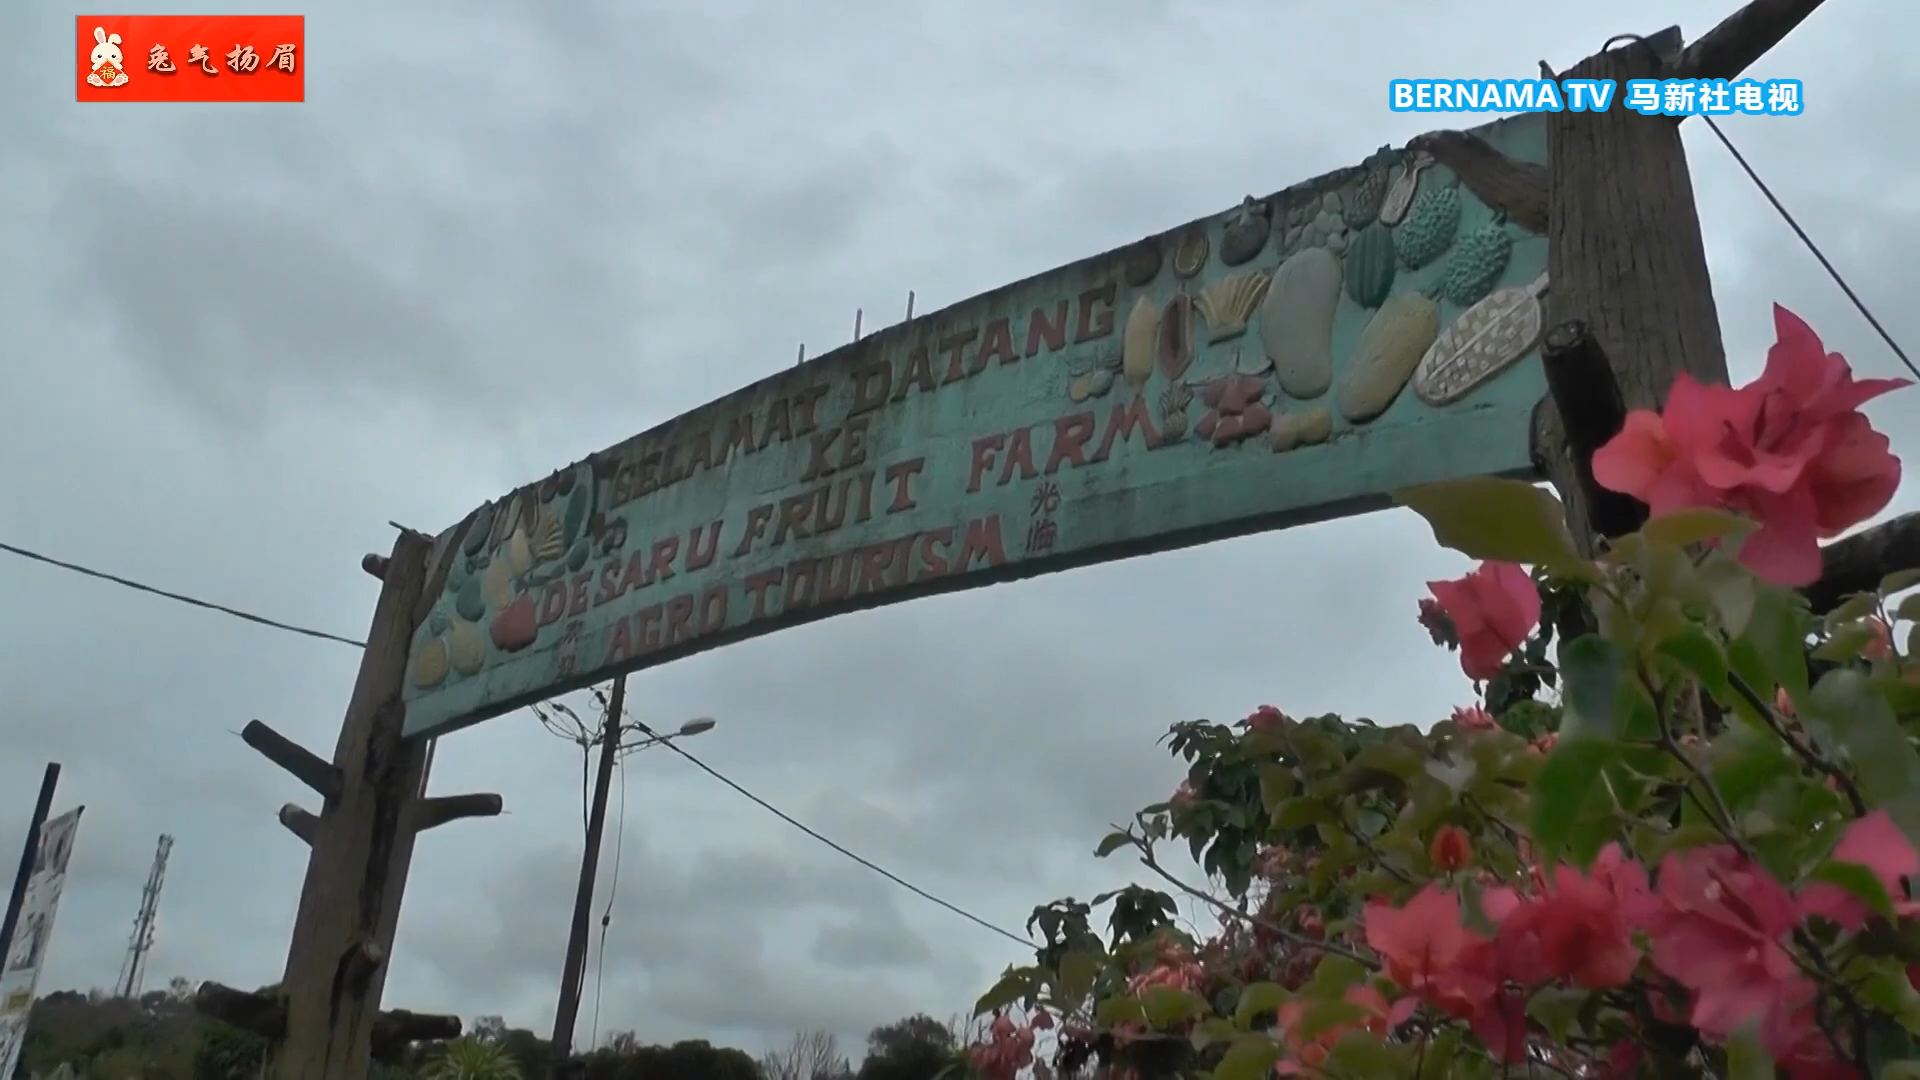 福
兔气扬眉
BERNAMA TV 马新社电视
SELAMAT DATANG
KE
DESARU FRUIT FARM
AGRO TOURISM
光临